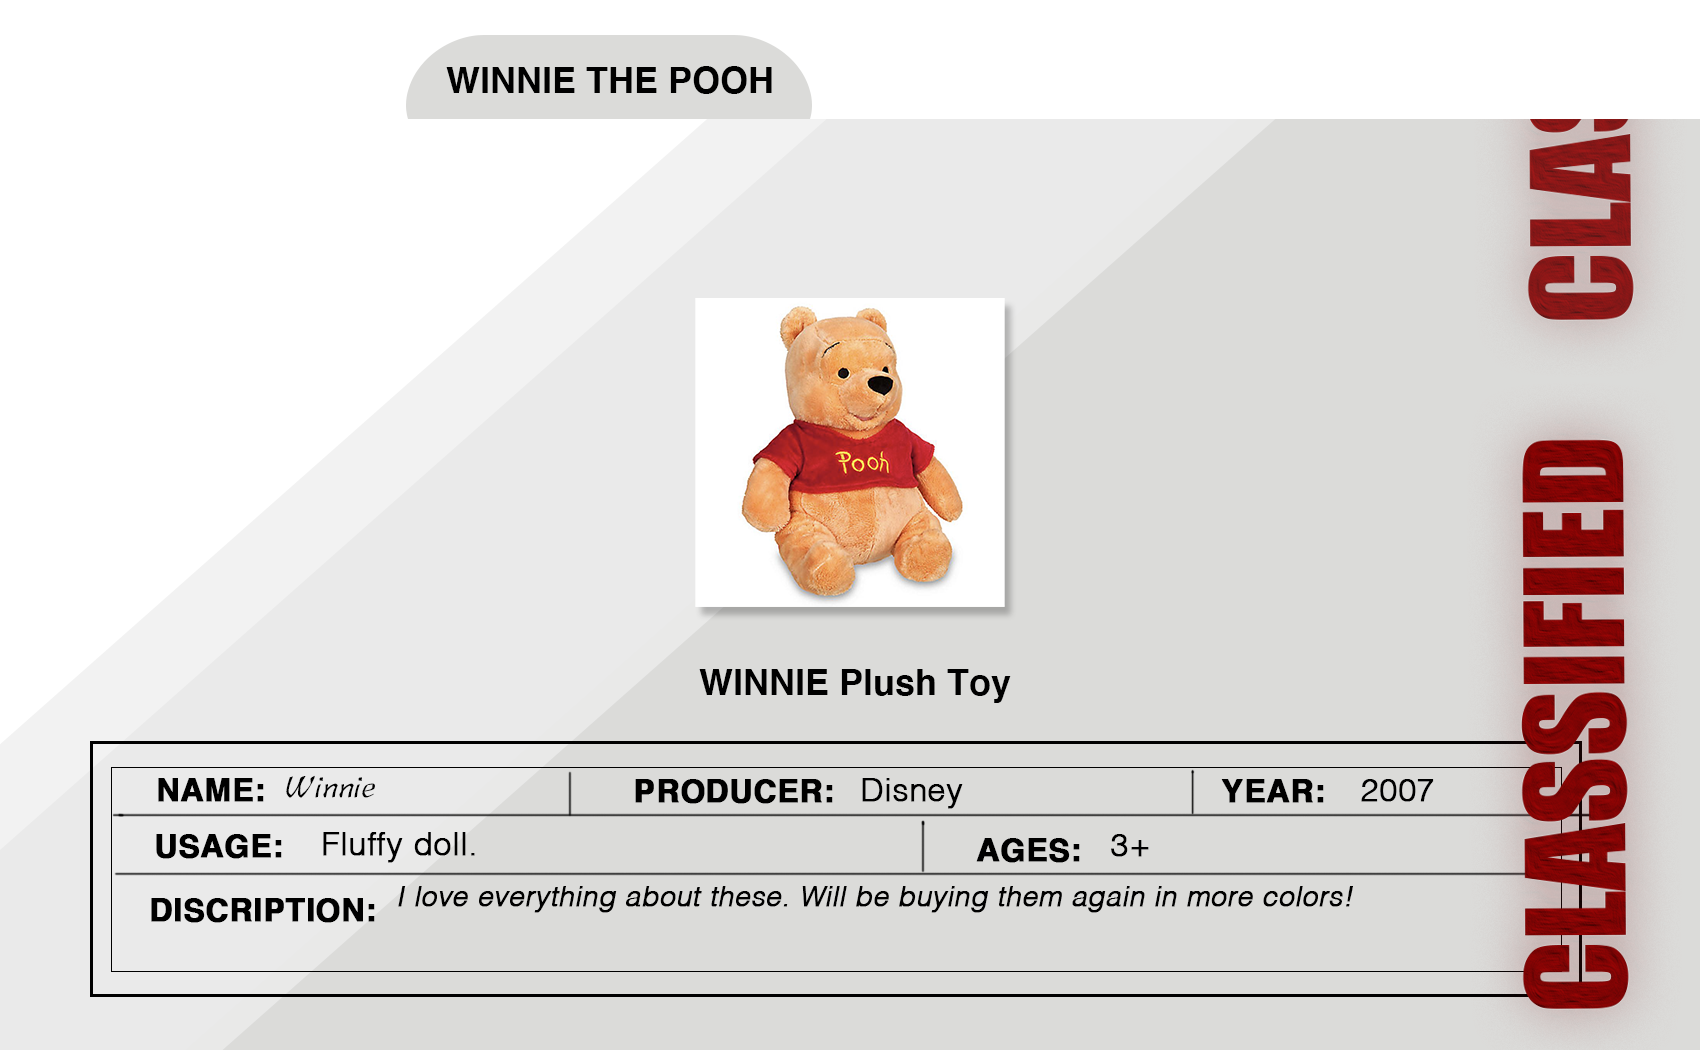 WINNIE THE POOH
CLAS
Pooh
WINNIE Plush Toy
CLASSIFIED
NAME: Winnie PRODUCER: Disney YEAR: 2007
USAGE: Fluffy doll. AGES: 3+
DISCRIPTION: I love everything about these. Will be buying them again in more colors!